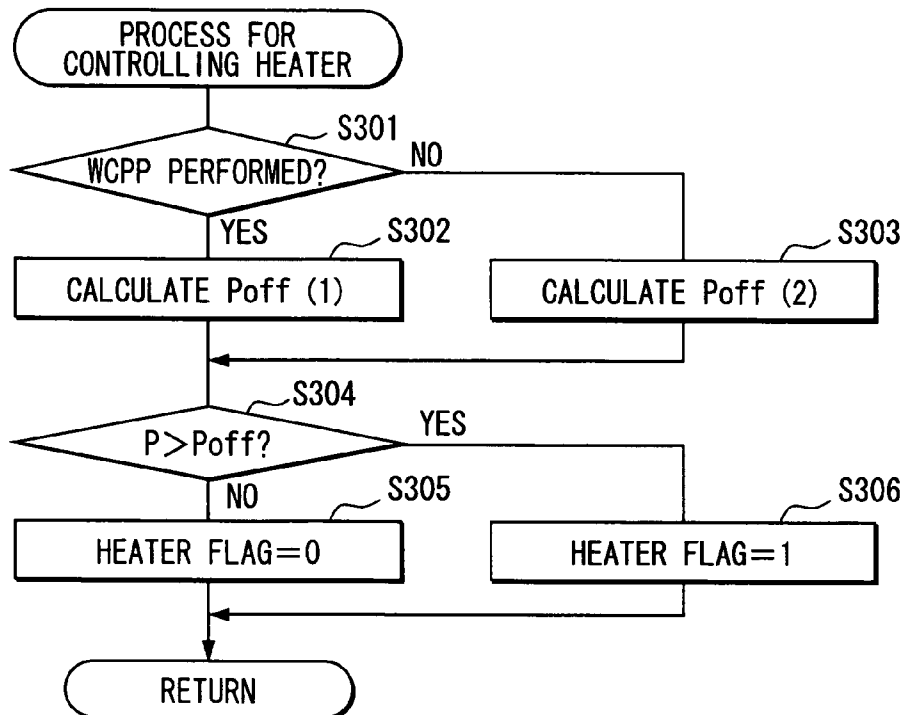 PROCESS FOR
CONTROLLING HEATER
S301
WCPP PERFORMED?
NO
YES
S302
S303
CALCULATE Poff (1)
CALCULATE Poff (2)
S304
P>Poff?
YES
NO
S305
S306
HEATER FLAG=0
HEATER FLAG=1
RETURN